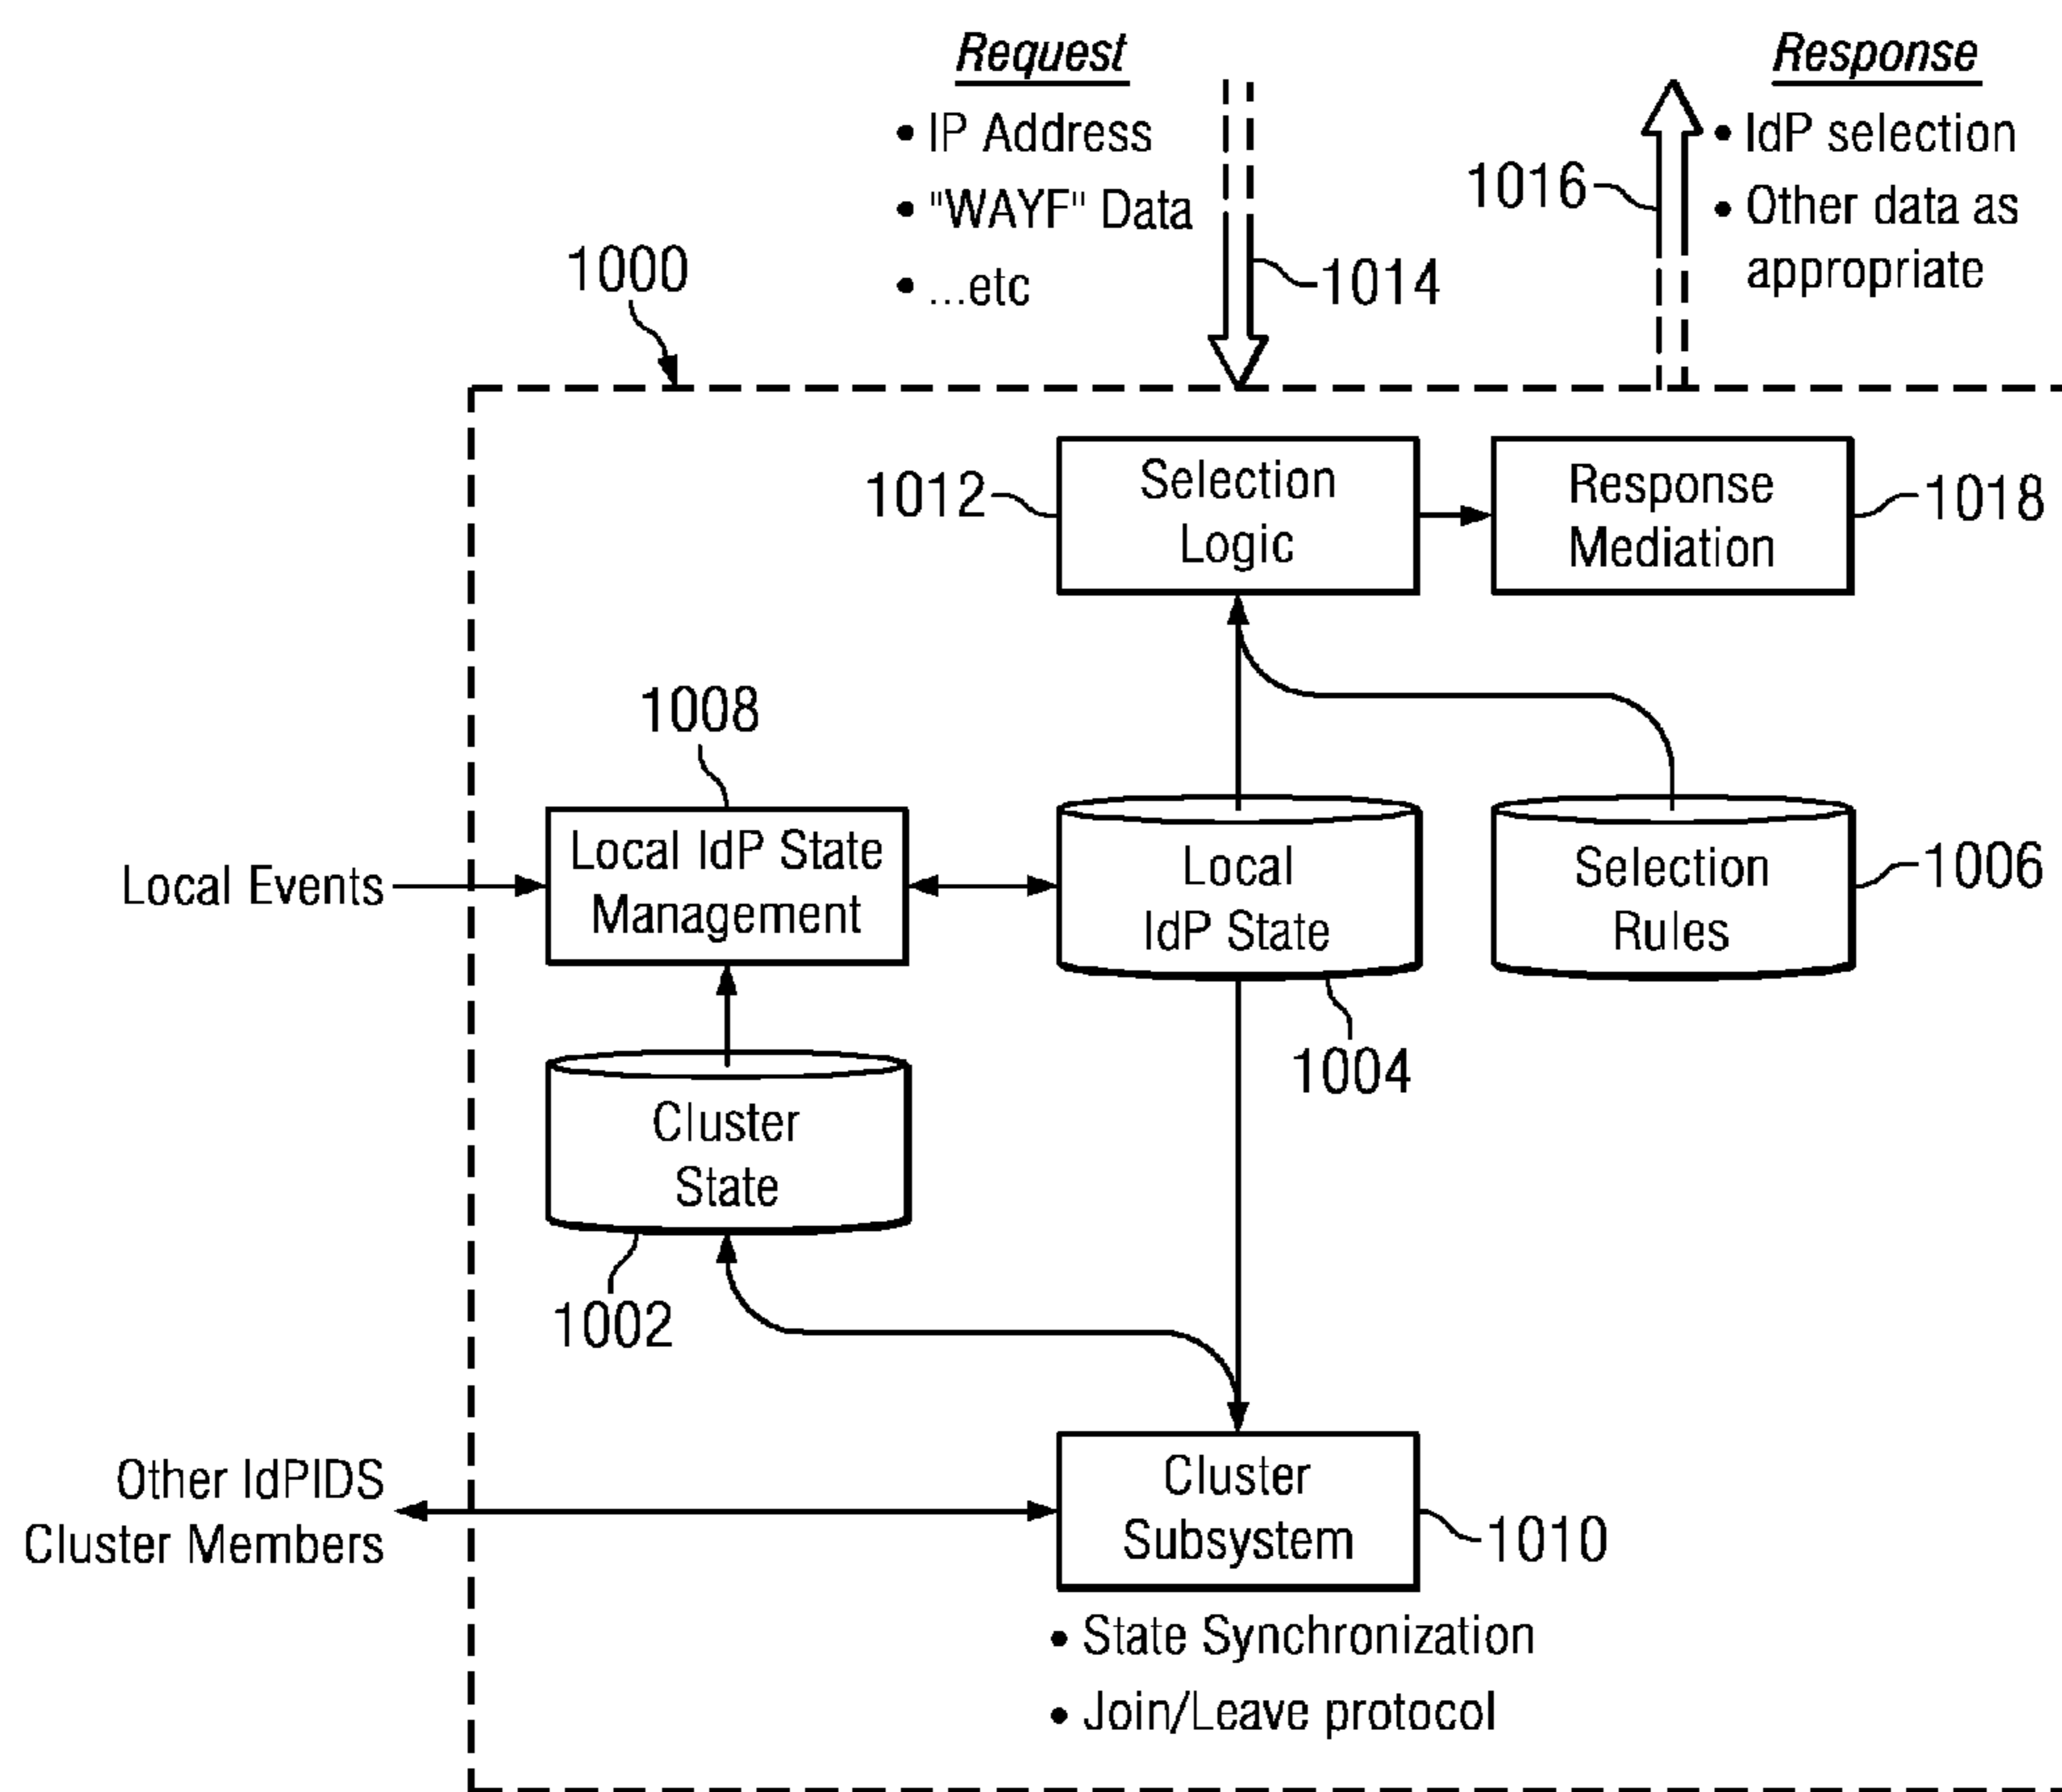 Request
• IP Address
• "WAYF" Data
• ...etc
1014
1016
Response
• IdP selection
• Other data as
appropriate
1000
1012
Selection
Logic
Response
Mediation
1018
1008
Local Events
Local IdP State
Management
Local
IdP State
Selection
Rules
1006
1004
Cluster
State
1002
Other IdPIDS
Cluster Members
Cluster
Subsystem
1010
• State Synchronization
• Join/Leave protocol